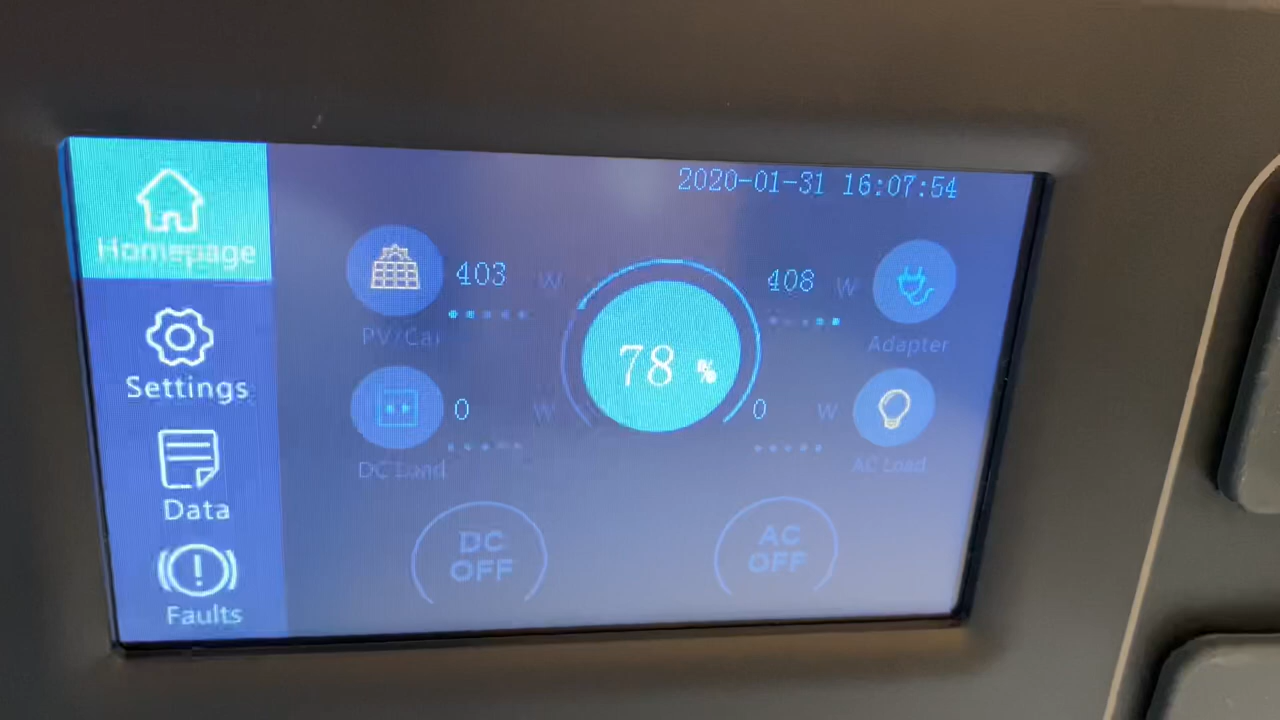 2020-01-31 16:07:54
Homepage
403 W
408 W
PV/Car
Adapter
Settings
78 %
0 W
0 W
DC Load
AC Load
Data
DC
OFF
AC
OFF
Faults